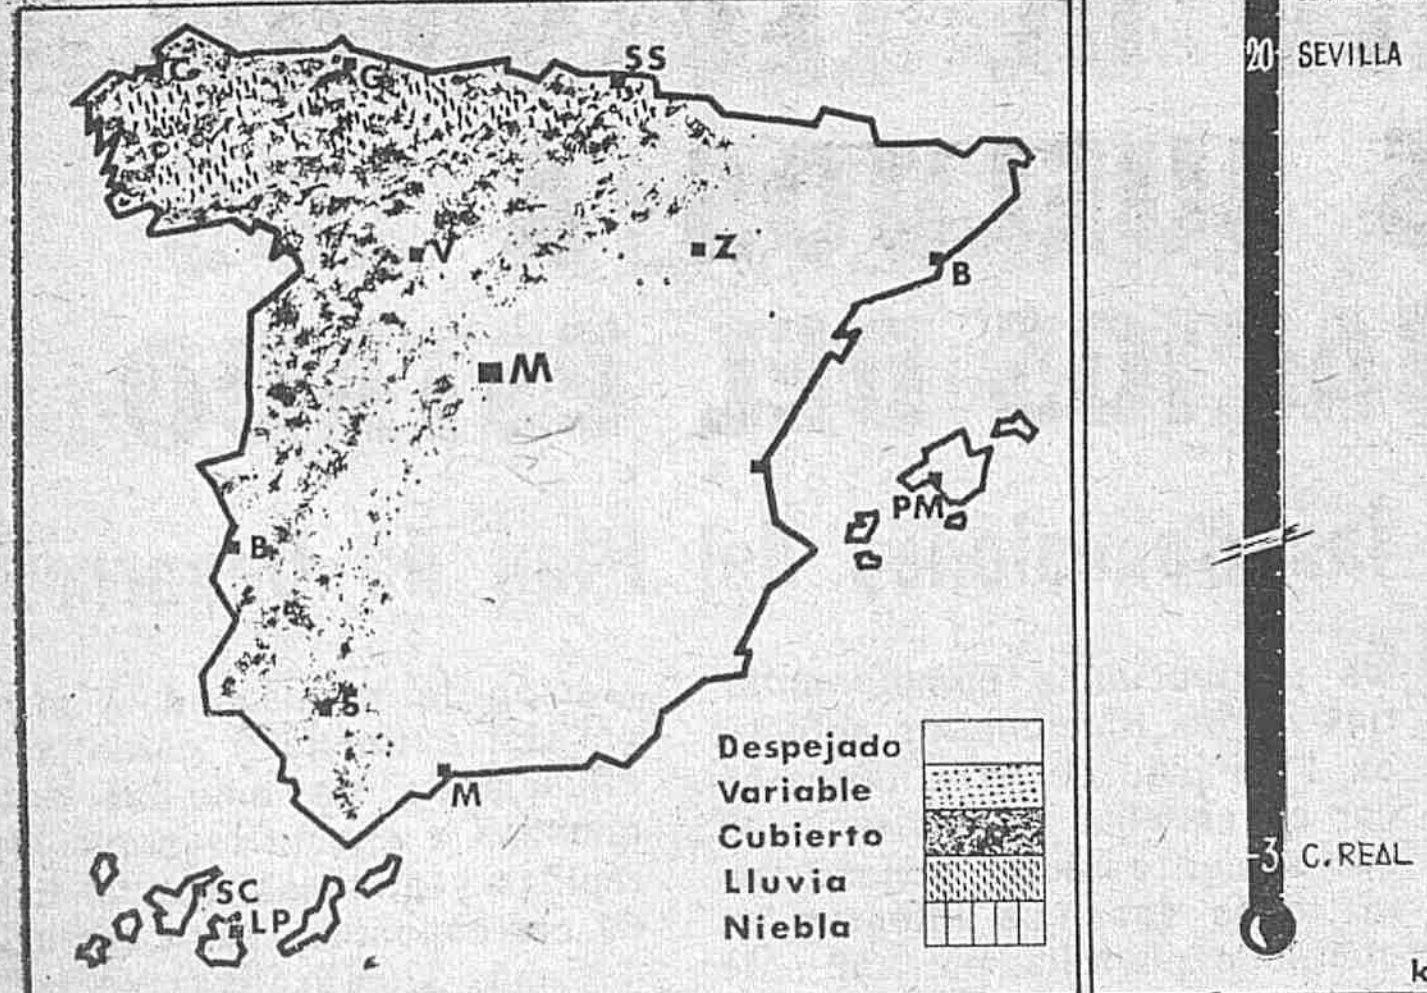 SS
C
G
V
Z
B
M
PM
B
S
M
SC
LP
Despejado
Variable
Cubierto
Lluvia
Niebla
20 SEVILLA
-3 C. REAL
k